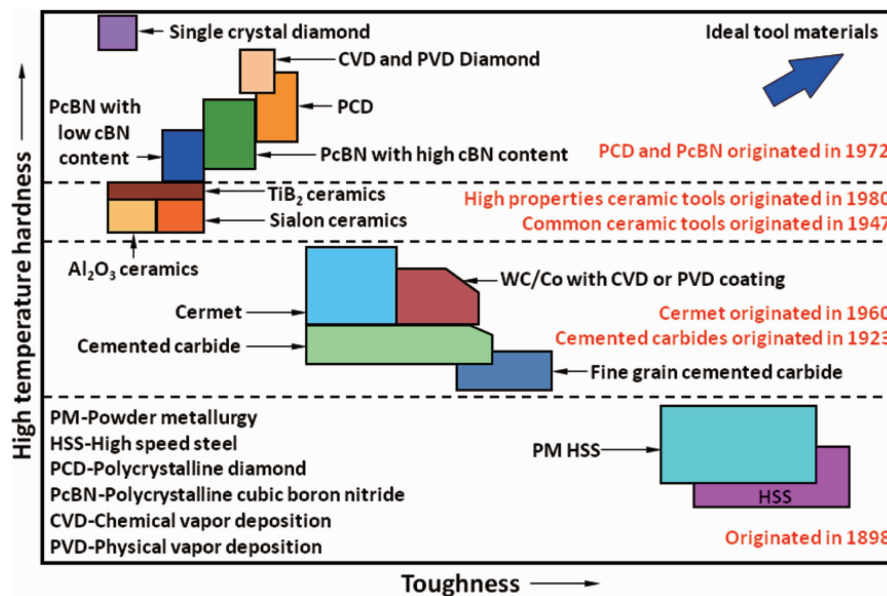 High temperature hardness
Single crystal diamond
Ideal tool materials
CVD and PVD Diamond
PCD
PcBN with
low cBN
content
PcBN with high cBN content
PCD and PcBN originated in 1972
TiB₂ ceramics
High properties ceramic tools originated in 1980
Sialon ceramics
Common ceramic tools originated in 1947
Al₂O₃ ceramics
WC/Co with CVD or PVD coating
Cermet
Cermet originated in 1960
Cemented carbide
Cemented carbides originated in 1923
Fine grain cemented carbide
PM-Powder metallurgy
HSS-High speed steel
PCD-Polycrystalline diamond
PcBN-Polycrystalline cubic boron nitride
CVD-Chemical vapor deposition
PVD-Physical vapor deposition
PM HSS
HSS
Originated in 1898
Toughness